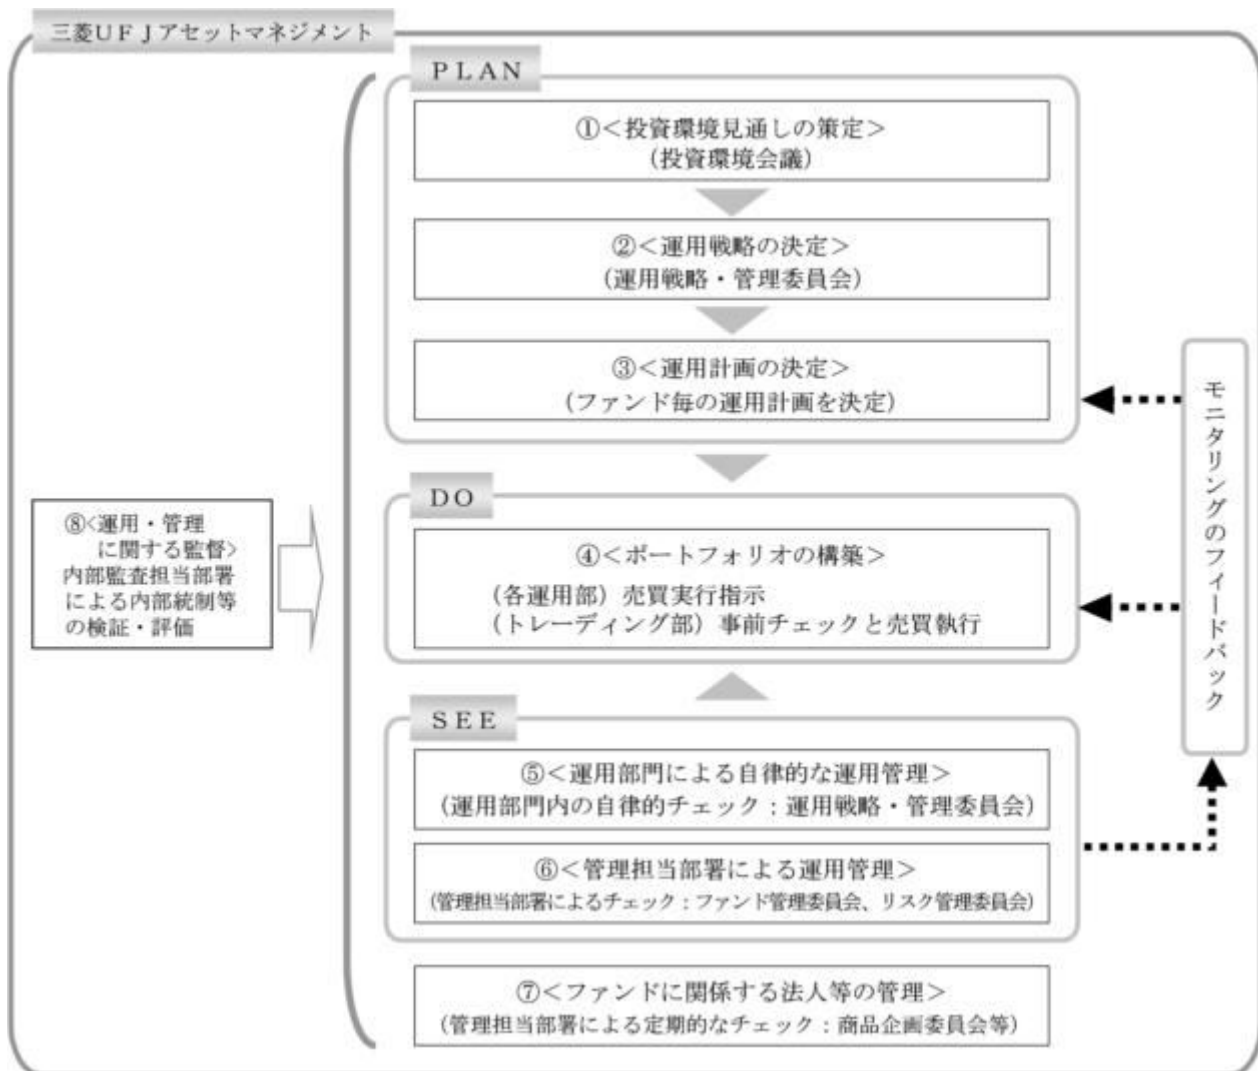 三菱UFJアセットマネジメント
PLAN
①<投資環境見通しの策定>
(投資環境会議)
②<運用戦略の決定>
(運用戦略・管理委員会)
③<運用計画の決定>
(ファンド毎の運用計画を決定)
DO
④<ポートフォリオの構築>
(各運用部)売買実行指示
(トレーディング部)事前チェックと売買執行
SEE
⑤<運用部門による自律的な運用管理>
(運用部門内の自律的チェック:運用戦略・管理委員会)
⑥<管理担当部署による運用管理>
(管理担当部署によるチェック:ファンド管理委員会、リスク管理委員会)
⑦<ファンドに関係する法人等の管理>
(管理担当部署による定期的なチェック:商品企画委員会等)
⑧<運用・管理
に関する監督>
内部監査担当部署
による内部統制等
の検証・評価
モニタリングのフィードバック